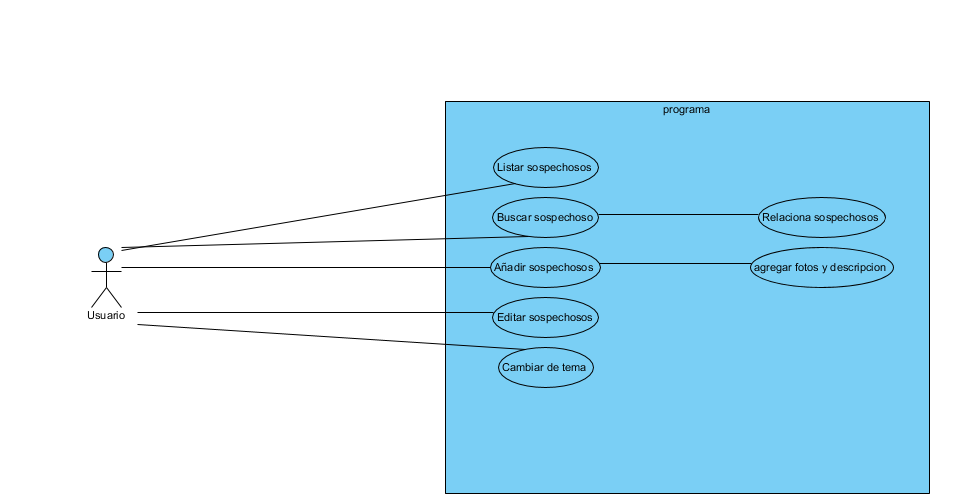 programa
Listar sospechosos
Buscar sospechoso
Relaciona sospechosos
Añadir sospechosos
agregar fotos y descripcion
Usuario
Editar sospechosos
Cambiar de tema